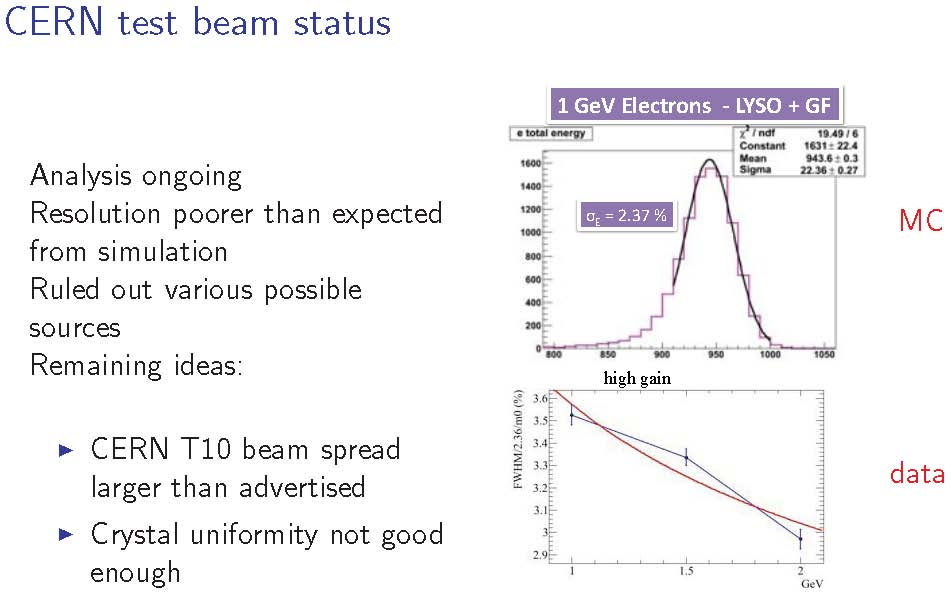 CERN test beam status
Analysis ongoing
Resolution poorer than expected
from simulation
Ruled out various possible
sources
Remaining ideas:
CERN T10 beam spread
larger than advertised
Crystal uniformity not good
enough
1 GeV Electrons - LYSO + GF
e total energy
χ² / ndf 19.49 / 6
Constant 1631 ± 22.4
Mean 943.6 ± 0.3
Sigma 22.36 ± 0.27
σE = 2.37 %
1600
1400
1200
1000
800
600
400
200
0
800 850 900 950 1000 1050
MC
high gain
FWHM/2.36/m0 (%)
3.6
3.5
3.4
3.3
3.2
3.1
3
2.9
1 1.5 2
GeV
data